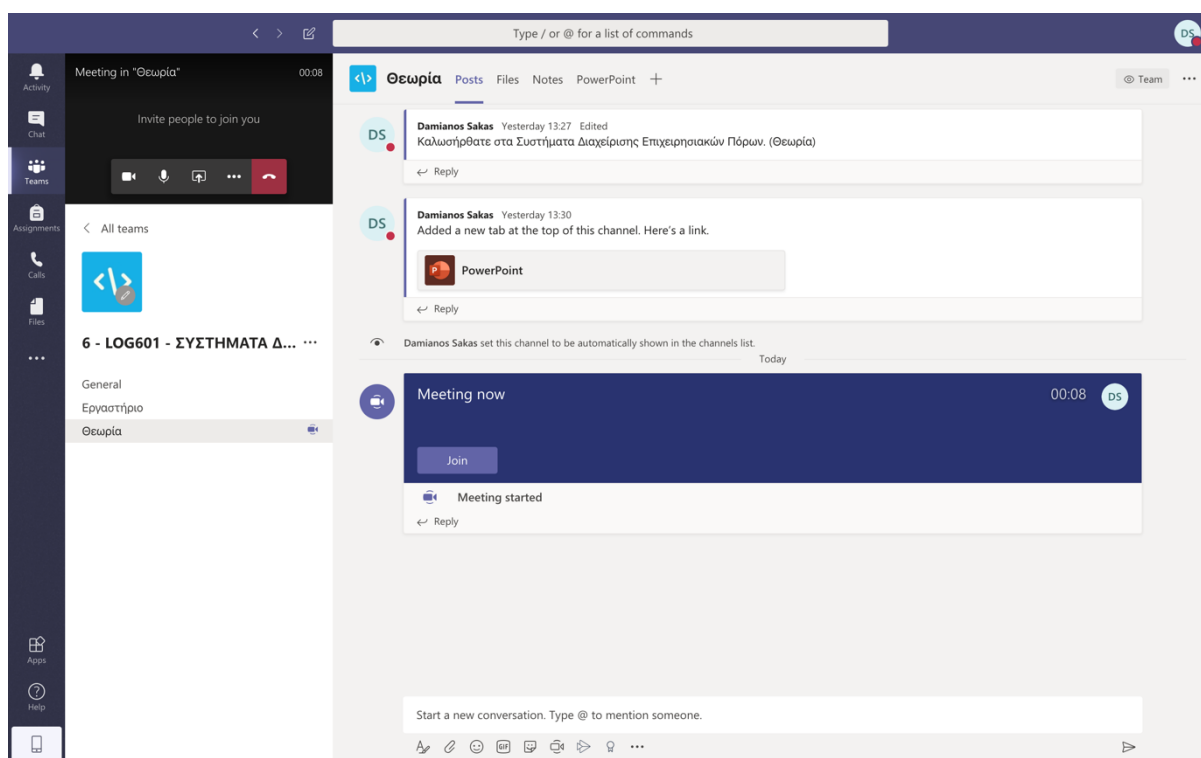 Type / or @ for a list of commands
DS
Activity
Chat
Teams
Assignments
Calls
Files
Apps
Help
Meeting in "Θεωρία" 00:08
Invite people to join you
All teams
6 - LOG601 - ΣΥΣΤΗΜΑΤΑ Δ...
General
Εργαστήριο
Θεωρία
Θεωρία Posts Files Notes PowerPoint
Team
DS
Damianos Sakas Yesterday 13:27 Edited
Καλωσήρθατε στα Συστήματα Διαχείρισης Επιχειρησιακών Πόρων. (Θεωρία)
Reply
DS
Damianos Sakas Yesterday 13:30
Added a new tab at the top of this channel. Here's a link.
PowerPoint
Reply
Damianos Sakas set this channel to be automatically shown in the channels list.
Today
Meeting now 00:08 DS
Join
Meeting started
Reply
Start a new conversation. Type @ to mention someone.
GIF